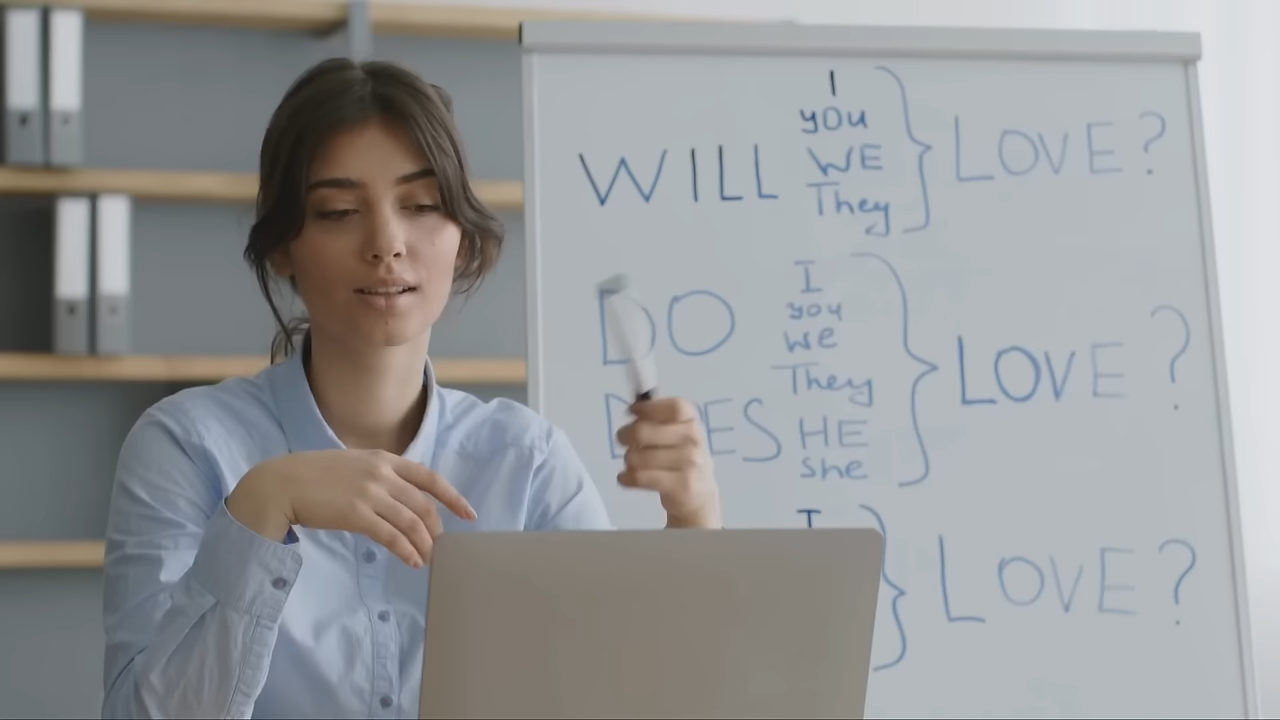 I
you
WILL WE } LOVE ?
They
I
DO you
we
They } LOVE ?
HE
she
I
} LOVE ?